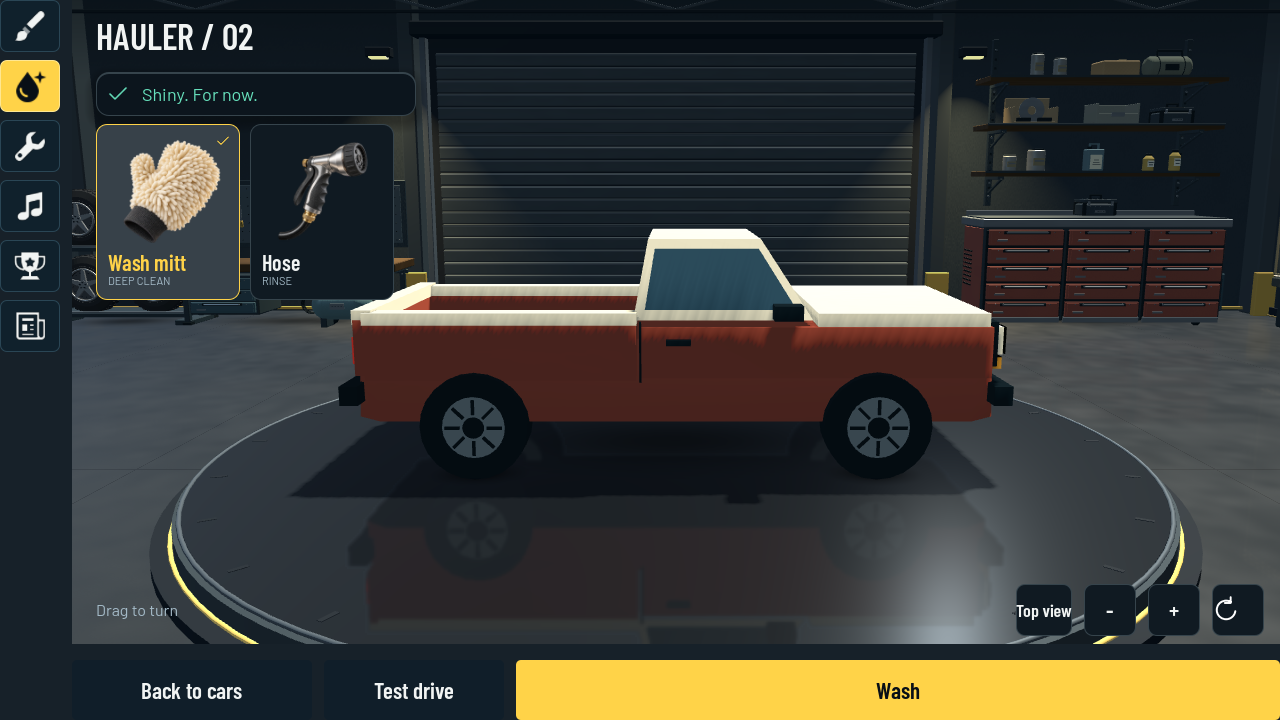 HAULER / 02
Shiny. For now.
Wash mitt
DEEP CLEAN
Hose
RINSE
Drag to turn
Top view
-
+
Back to cars
Test drive
Wash